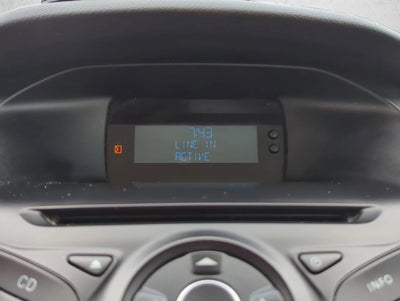 7:43
LINE IN
ACTIVE
CD
INFO